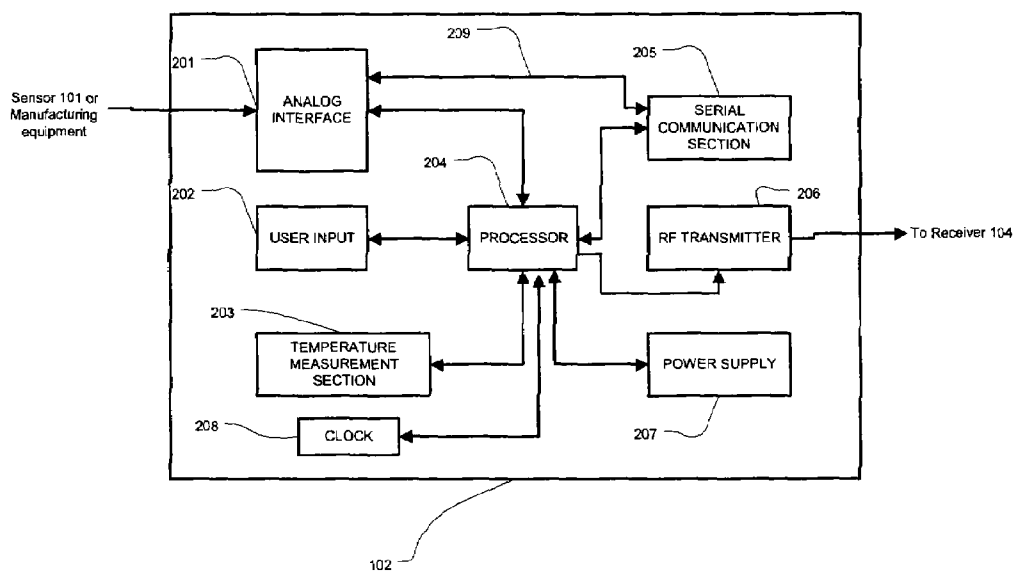 209
201
205
Sensor 101 or
Manufacturing
equipment
ANALOG
INTERFACE
SERIAL
COMMUNICATION
SECTION
204
202
206
USER INPUT
PROCESSOR
RF TRANSMITTER
To Receiver 104
203
TEMPERATURE
MEASUREMENT
SECTION
POWER SUPPLY
208
CLOCK
207
102